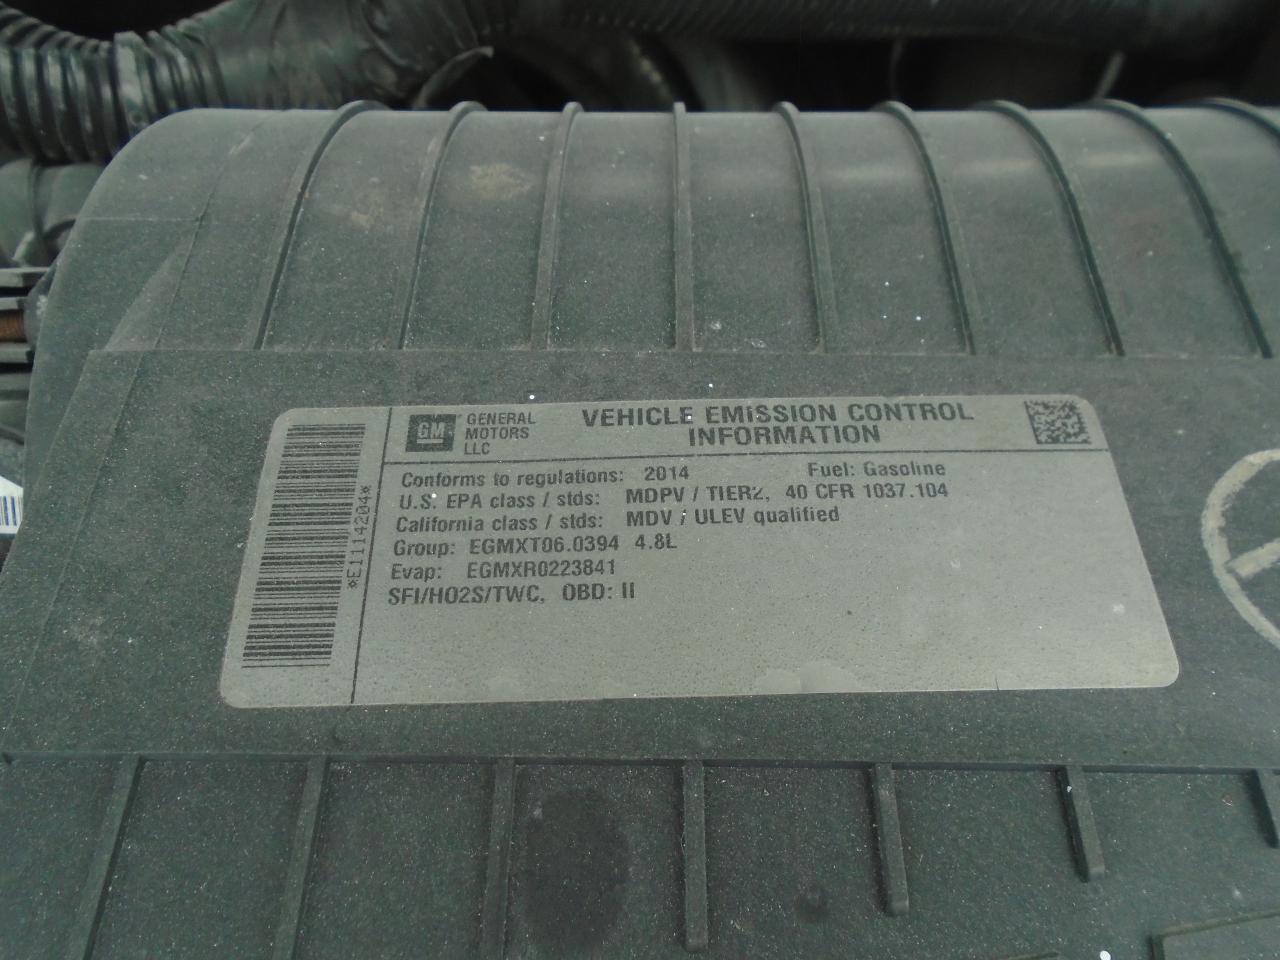 GM GENERAL MOTORS LLC
VEHICLE EMISSION CONTROL
INFORMATION
Conforms to regulations: 2014 Fuel: Gasoline
U.S. EPA class / stds: MDPV / TIER2, 40 CFR 1037.104
California class / stds: MDV / ULEV qualified
Group: EGMXT06.0394 4.8L
Evap: EGMXR0223841
SFI/HO2S/TWC, OBD: II
*E1114204*